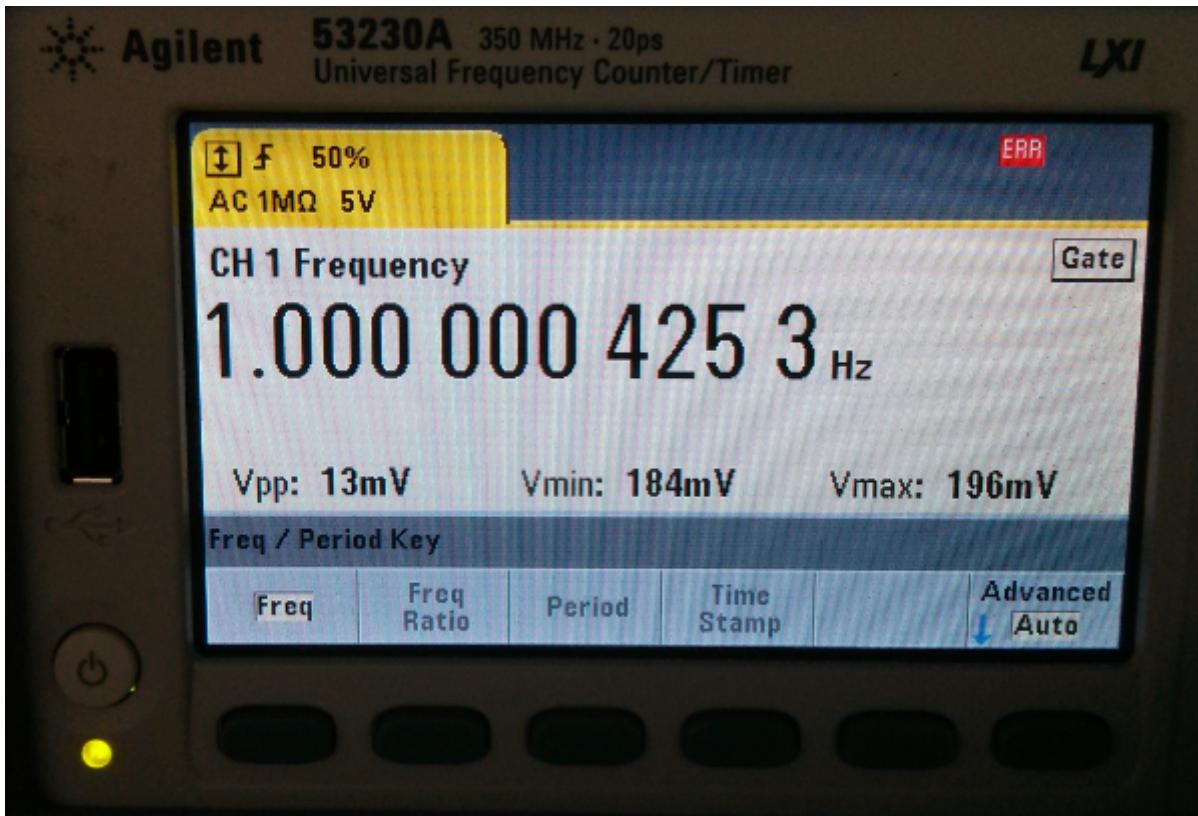 Agilent 53230A 350 MHz · 20ps
Universal Frequency Counter/Timer
LXI
50%
ERR
AC 1MΩ 5V
CH 1 Frequency
Gate
1.000 000 425 3 Hz
Vpp: 13mV Vmin: 184mV Vmax: 196mV
Freq / Period Key
Freq
Freq
Ratio
Period
Time
Stamp
Advanced
Auto